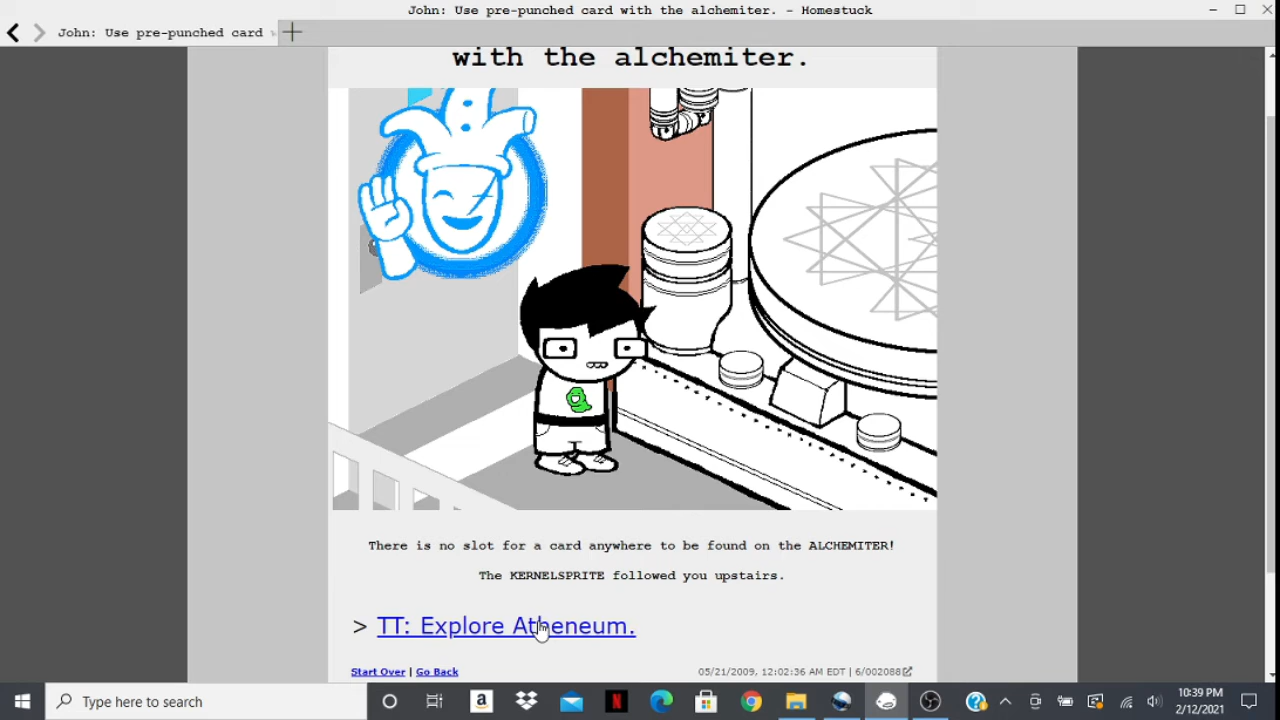 John: Use pre-punched card with the alchemiter. - Homestuck
John: Use pre-punched card
with the alchemiter.
There is no slot for a card anywhere to be found on the ALCHEMITER!
The KERNELSPRITE followed you upstairs.
> TT: Explore Atheneum.
Start Over | Go Back
05/21/2009, 12:02:36 AM EDT | 6/002088
Type here to search
10:39 PM
2/12/2021